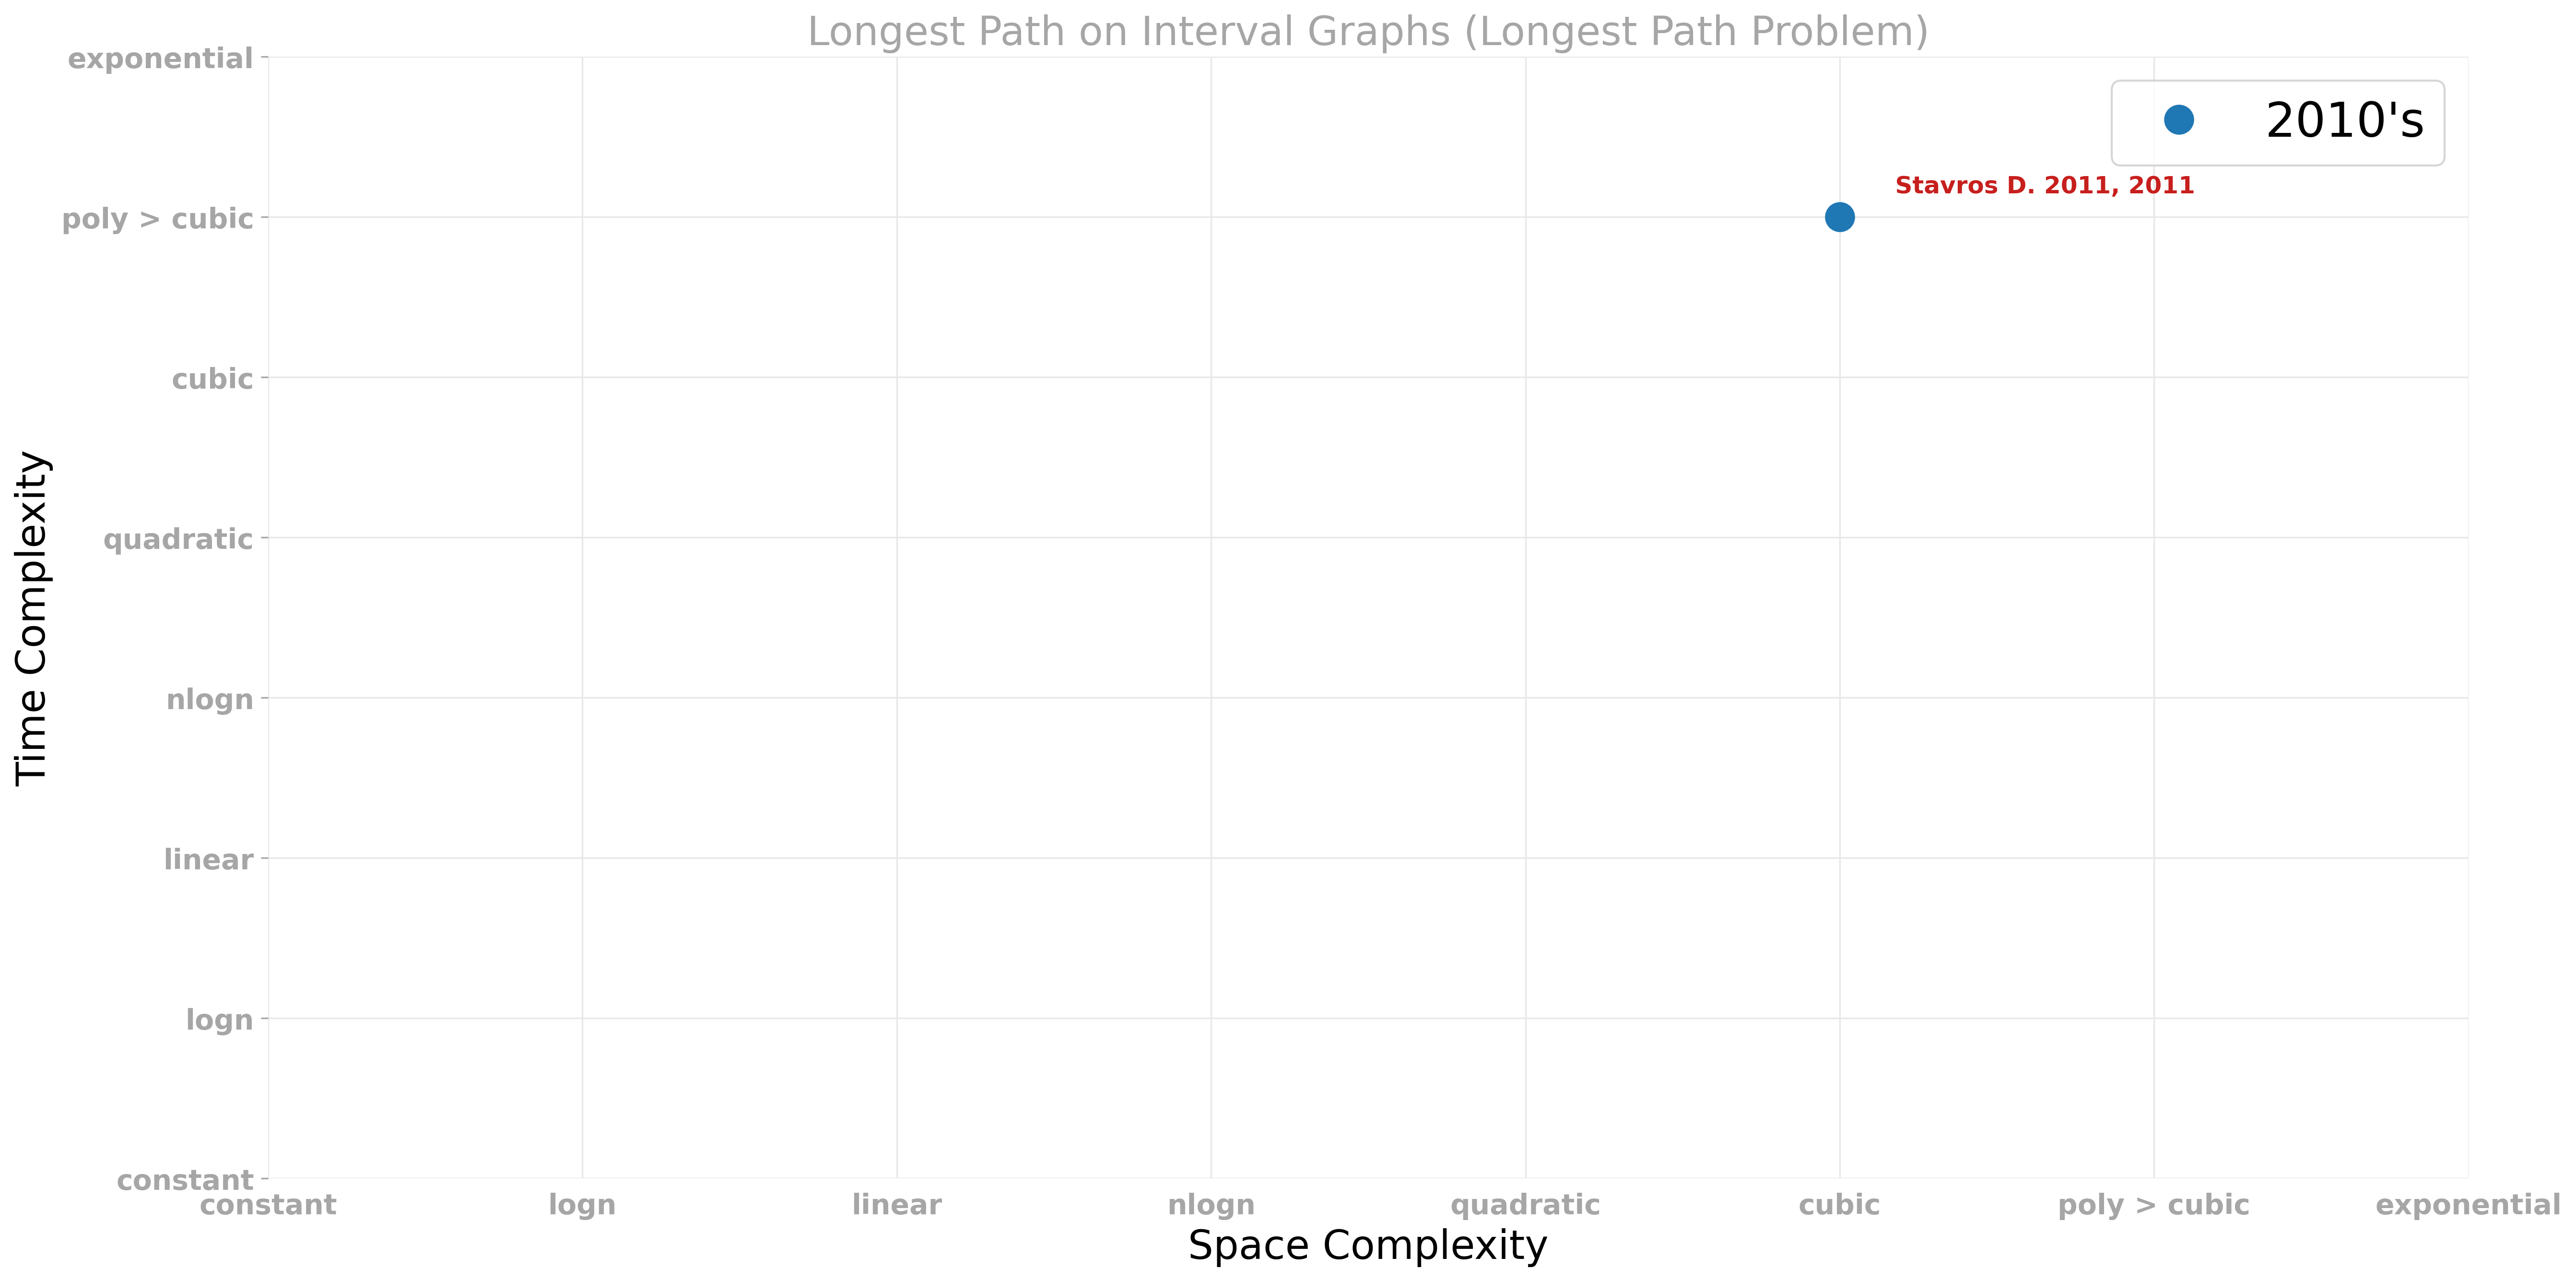 Longest Path on Interval Graphs (Longest Path Problem)
exponential
poly > cubic
cubic
quadratic
nlogn
linear
logn
constant
Time Complexity
2010's
Stavros D. 2011, 2011
constant
logn
linear
nlogn
quadratic
cubic
poly > cubic
exponential
Space Complexity